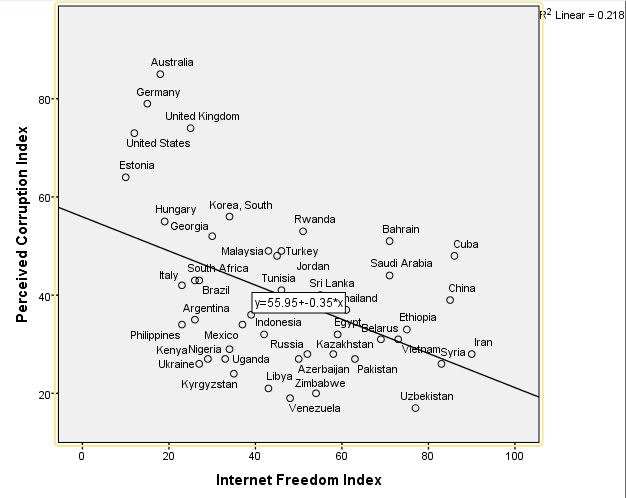 R² Linear = 0.218
Perceived Corruption Index
80
60
40
20
Australia
Germany
United Kingdom
United States
Estonia
Hungary
Korea, South
Georgia
Rwanda
Bahrain
Cuba
Malaysia
Turkey
Jordan
Saudi Arabia
Italy
South Africa
Brazil
Tunisia
Sri Lanka
China
y=55.95+-0.35*x
Argentina
Philippines
Indonesia
Mexico
Egypt
Belarus
Ethiopia
Kenya
Nigeria
Ukraine
Uganda
Russia
Kazakhstan
Vietnam
Syria
Iran
Kyrgyzstan
Azerbaijan
Pakistan
Libya
Zimbabwe
Venezuela
Uzbekistan
0
20
40
60
80
100
Internet Freedom Index